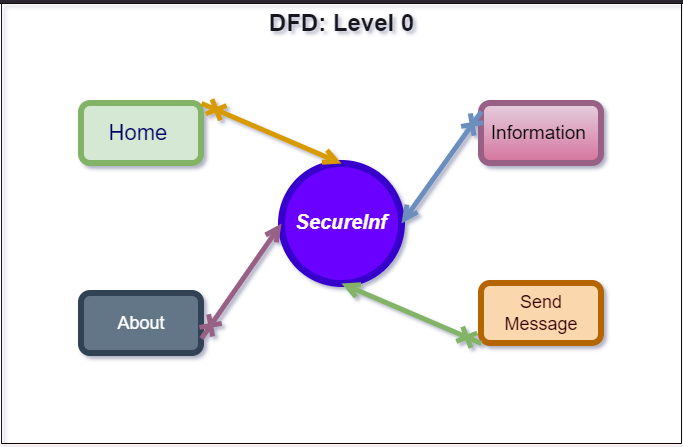 DFD: Level 0
Home
Information
SecureInf
About
Send
Message